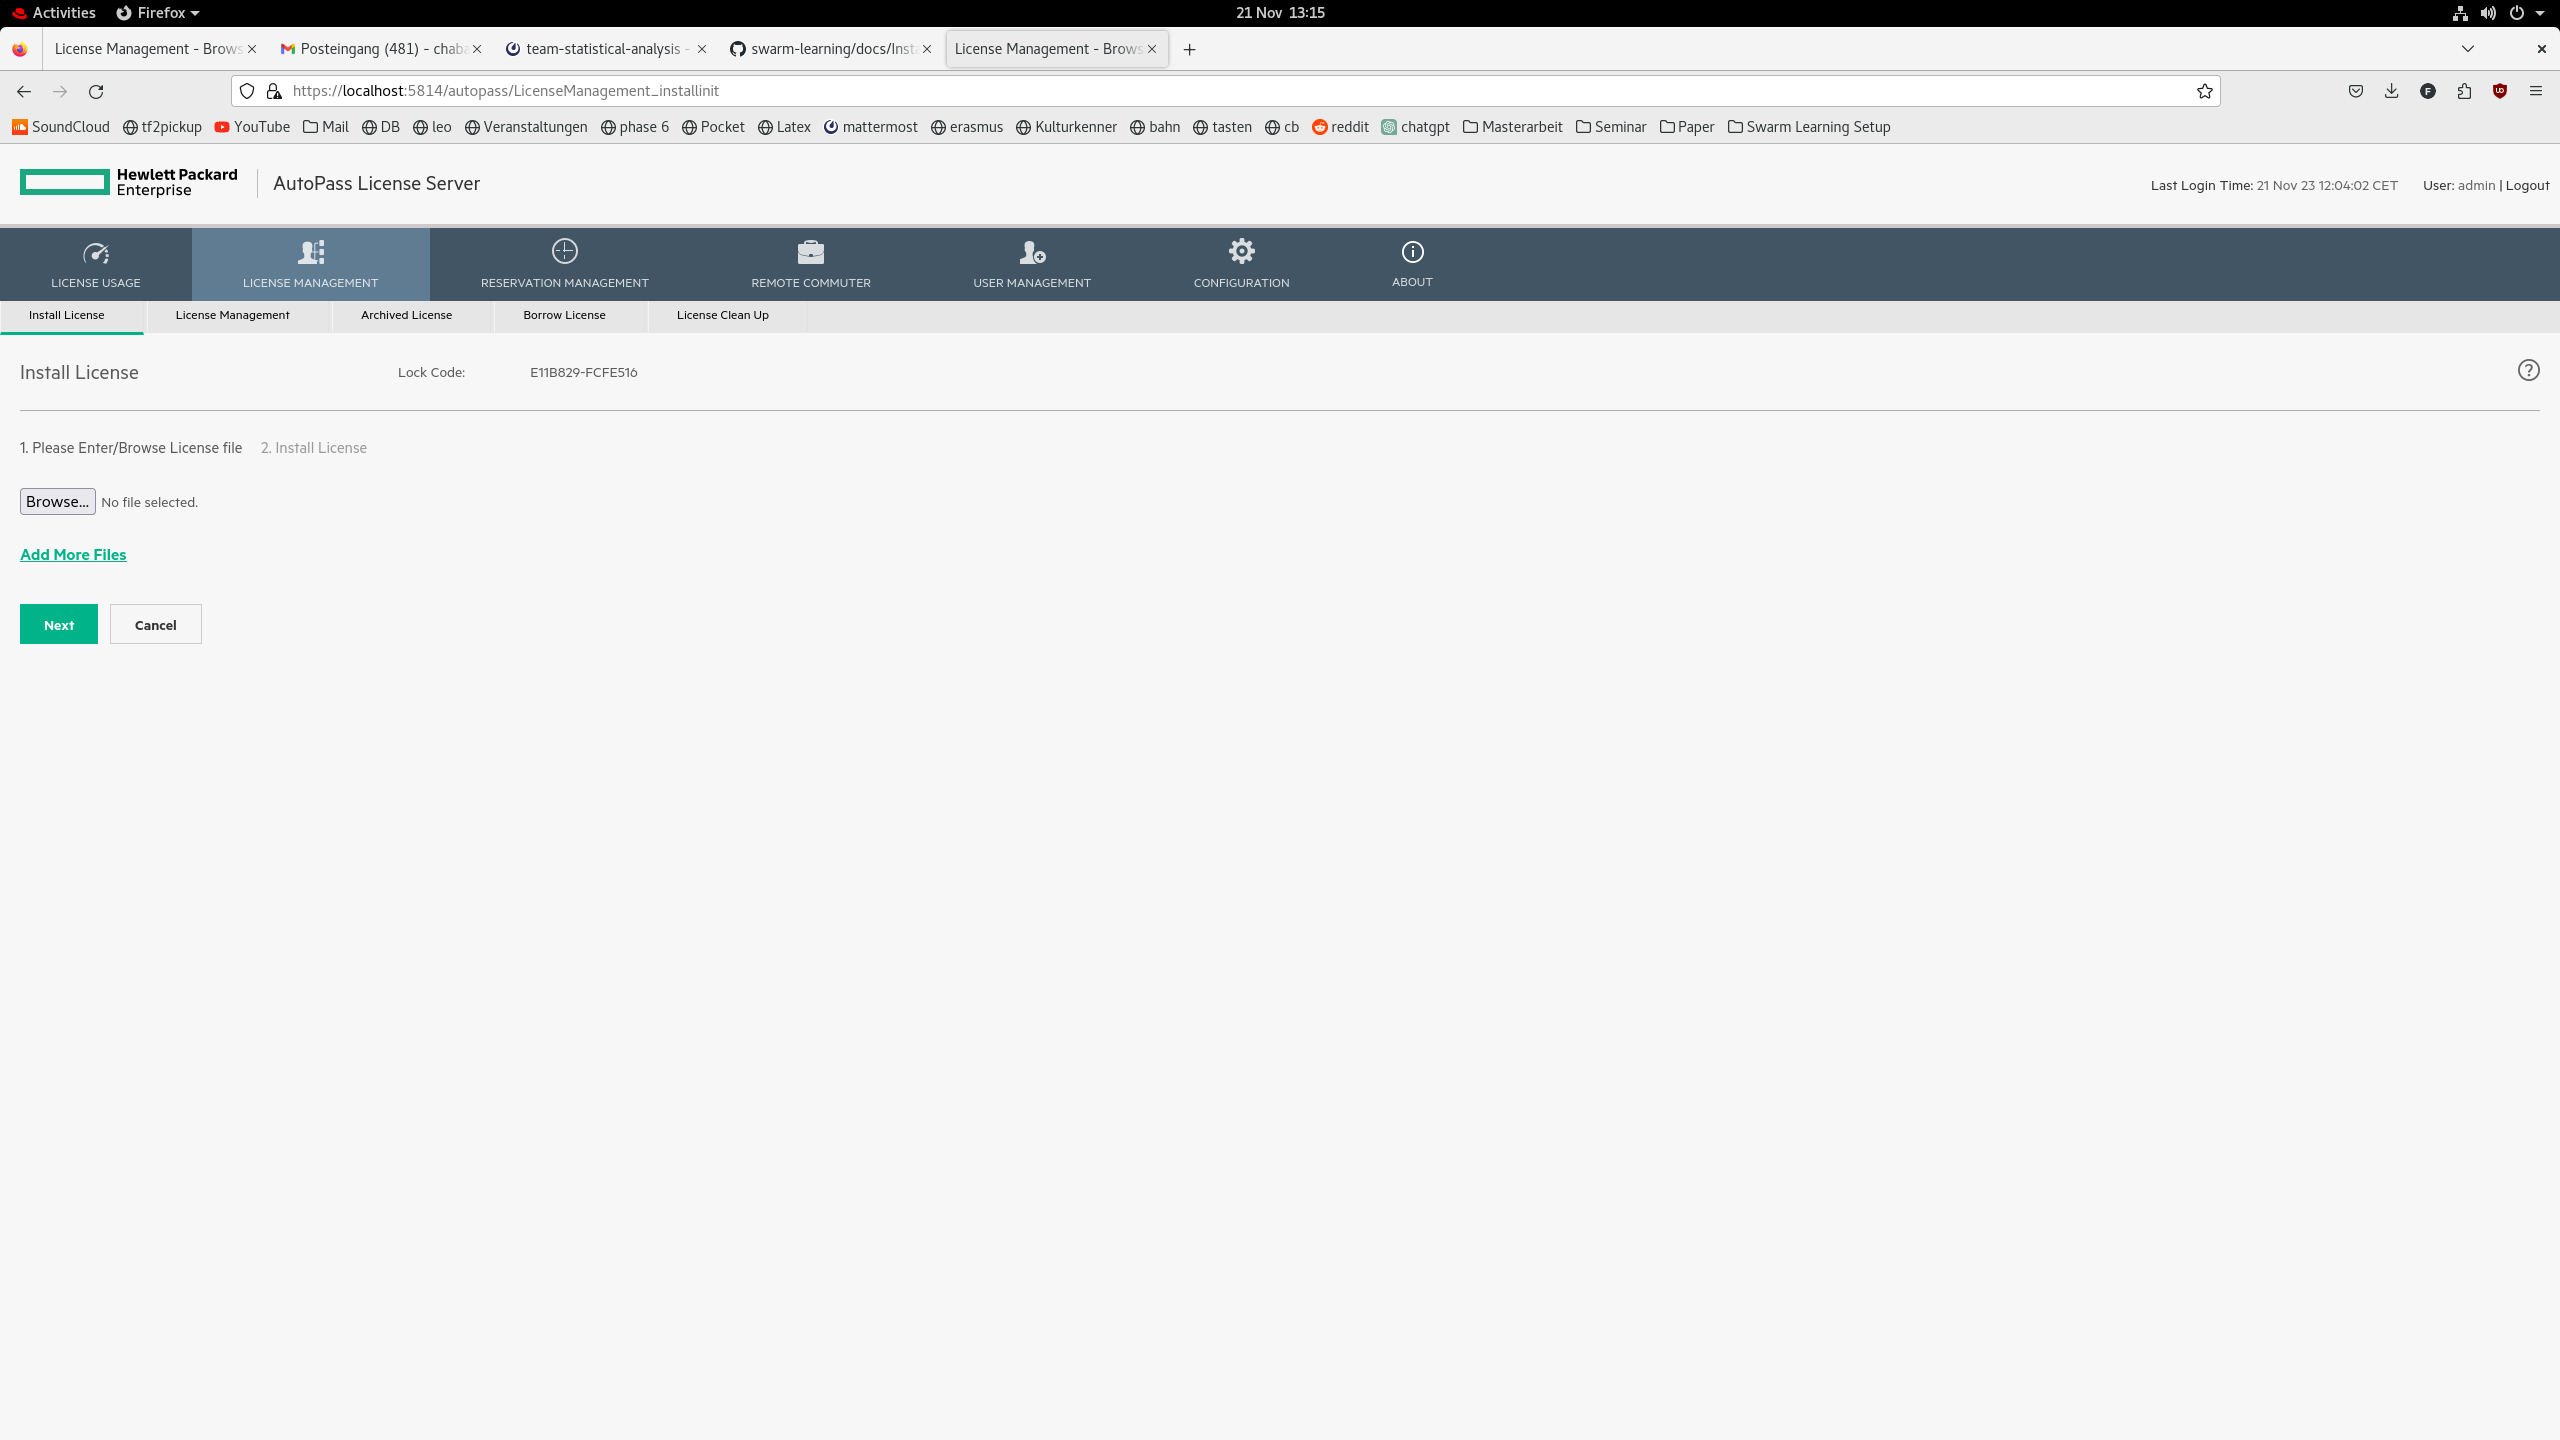 Activities Firefox 21 Nov 13:15
License Management - Brows Posteingang (481) - chaba team-statistical-analysis - swarm-learning/docs/Insta License Management - Brows
https://localhost:5814/autopass/LicenseManagement_installinit
SoundCloud tf2pickup YouTube Mail DB leo Veranstaltungen phase 6 Pocket Latex mattermost erasmus Kulturkenner bahn tasten cb reddit chatgpt Masterarbeit Seminar Paper Swarm Learning Setup
Hewlett Packard
Enterprise
AutoPass License Server
Last Login Time: 21 Nov 23 12:04:02 CET User: admin | Logout
LICENSE USAGE LICENSE MANAGEMENT RESERVATION MANAGEMENT REMOTE COMMUTER USER MANAGEMENT CONFIGURATION ABOUT
Install License License Management Archived License Borrow License License Clean Up
Install License Lock Code: E11B829-FCFE516
1. Please Enter/Browse License file 2. Install License
Browse... No file selected.
Add More Files
Next Cancel